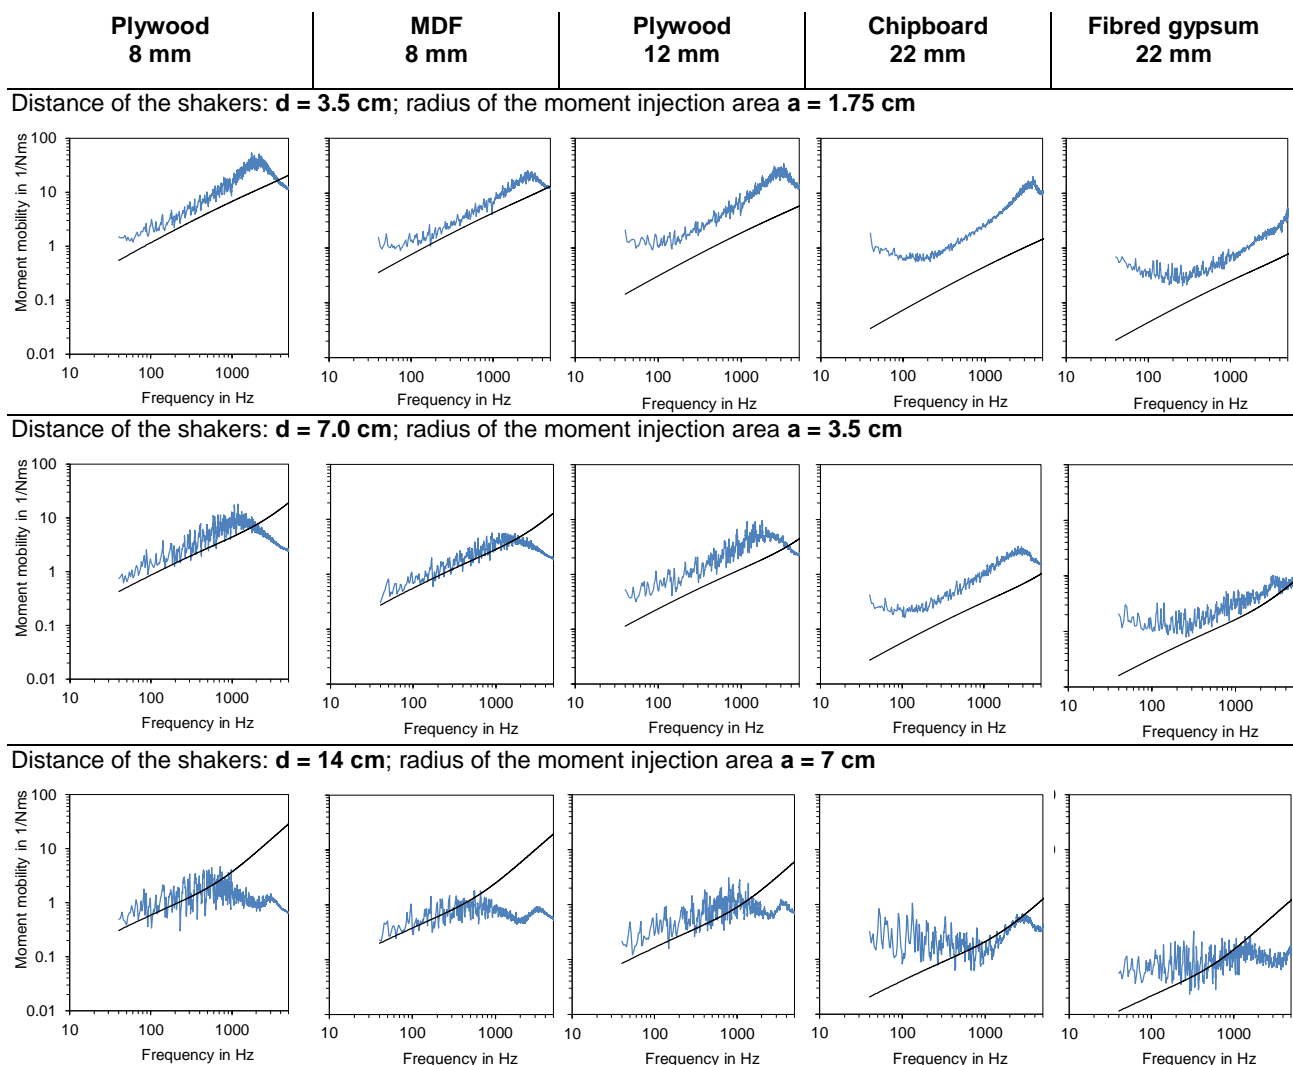 Plywood MDF Plywood Chipboard Fibred gypsum
8 mm 8 mm 12 mm 22 mm 22 mm
Distance of the shakers: d = 3.5 cm; radius of the moment injection area a = 1.75 cm
Moment mobility in 1/Nms
100
10
1
0.1
0.01
10 100 1000 10 100 1000 10 100 1000 10 100 1000 10 100 1000
Frequency in Hz Frequency in Hz Frequency in Hz Frequency in Hz Frequency in Hz
Distance of the shakers: d = 7.0 cm; radius of the moment injection area a = 3.5 cm
Moment mobility in 1/Nms
100
10
1
0.1
0.01
10 100 1000 10 100 1000 10 100 1000 10 100 1000 10 100 1000
Frequency in Hz Frequency in Hz Frequency in Hz Frequency in Hz Frequency in Hz
Distance of the shakers: d = 14 cm; radius of the moment injection area a = 7 cm
Moment mobility in 1/Nms
100
10
1
0.1
0.01
10 100 1000 10 100 1000 10 100 1000 10 100 1000 10 100 1000
Frequency in Hz Frequency in Hz Frequency in Hz Frequency in Hz Frequency in Hz